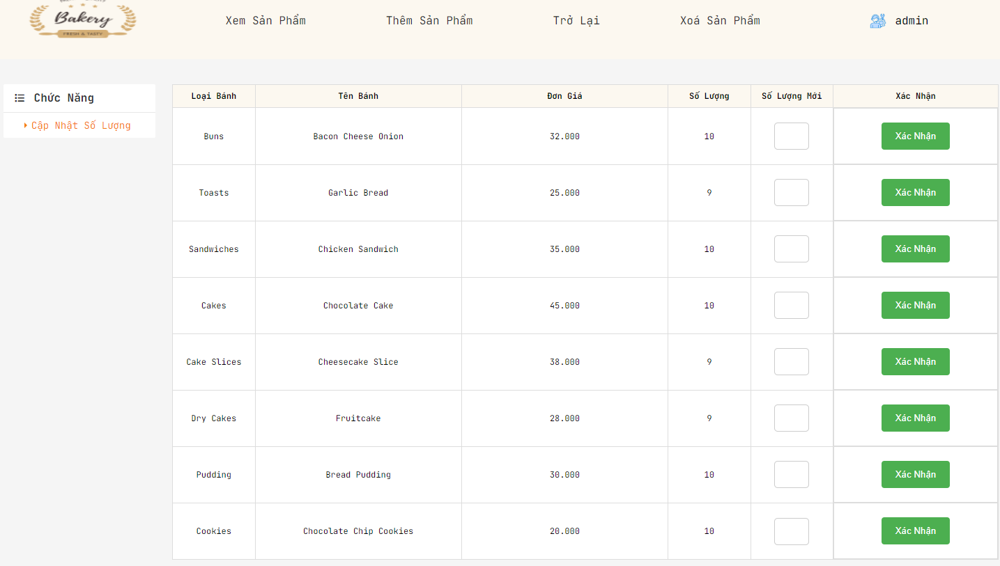 Bakery
FRESH & TASTY
Xem Sản Phẩm
Thêm Sản Phẩm
Trở Lại
Xoá Sản Phẩm
admin
Chức Năng
Cập Nhật Số Lượng
Loại Bánh Tên Bánh Đơn Giá Số Lượng Số Lượng Mới Xác Nhận
Buns Bacon Cheese Onion 32.000 10 Xác Nhận
Toasts Garlic Bread 25.000 9 Xác Nhận
Sandwiches Chicken Sandwich 35.000 10 Xác Nhận
Cakes Chocolate Cake 45.000 10 Xác Nhận
Cake Slices Cheesecake Slice 38.000 9 Xác Nhận
Dry Cakes Fruitcake 28.000 9 Xác Nhận
Pudding Bread Pudding 30.000 10 Xác Nhận
Cookies Chocolate Chip Cookies 20.000 10 Xác Nhận